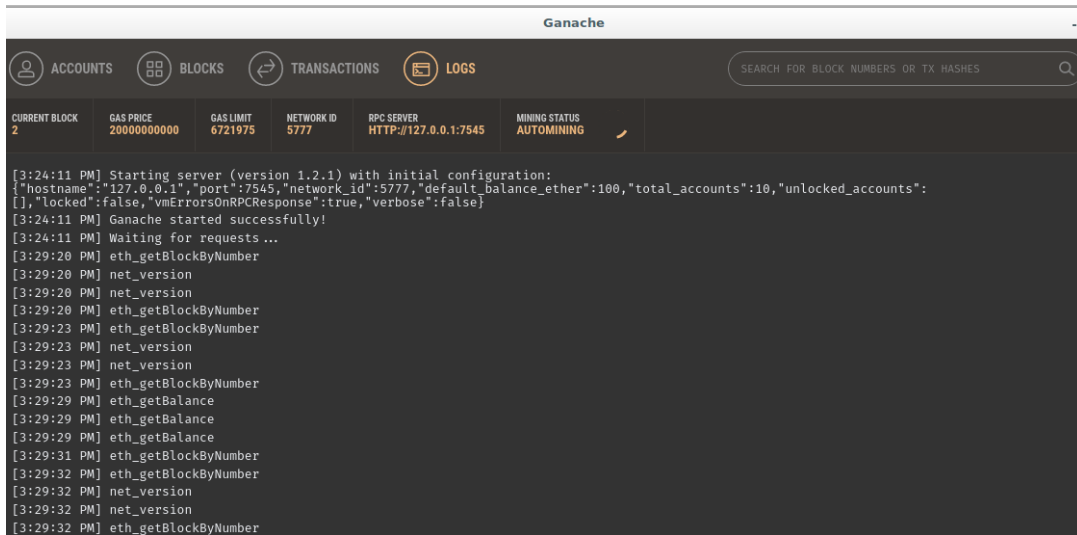 Ganache
ACCOUNTS BLOCKS TRANSACTIONS LOGS SEARCH FOR BLOCK NUMBERS OR TX HASHES
CURRENT BLOCK GAS PRICE GAS LIMIT NETWORK ID RPC SERVER MINING STATUS
2 20000000000 6721975 5777 HTTP://127.0.0.1:7545 AUTOMINING
[3:24:11 PM] Starting server (version 1.2.1) with initial configuration:
{"hostname":"127.0.0.1","port":7545,"network_id":5777,"default_balance_ether":100,"total_accounts":10,"unlocked_accounts":
[],"locked":false,"vmErrorsOnRPCResponse":true,"verbose":false}
[3:24:11 PM] Ganache started successfully!
[3:24:11 PM] Waiting for requests...
[3:29:20 PM] eth_getBlockByNumber
[3:29:20 PM] net_version
[3:29:20 PM] net_version
[3:29:20 PM] eth_getBlockByNumber
[3:29:23 PM] eth_getBlockByNumber
[3:29:23 PM] net_version
[3:29:23 PM] net_version
[3:29:23 PM] eth_getBlockByNumber
[3:29:29 PM] eth_getBalance
[3:29:29 PM] eth_getBalance
[3:29:29 PM] eth_getBalance
[3:29:31 PM] eth_getBlockByNumber
[3:29:32 PM] eth_getBlockByNumber
[3:29:32 PM] net_version
[3:29:32 PM] net_version
[3:29:32 PM] eth_getBlockByNumber